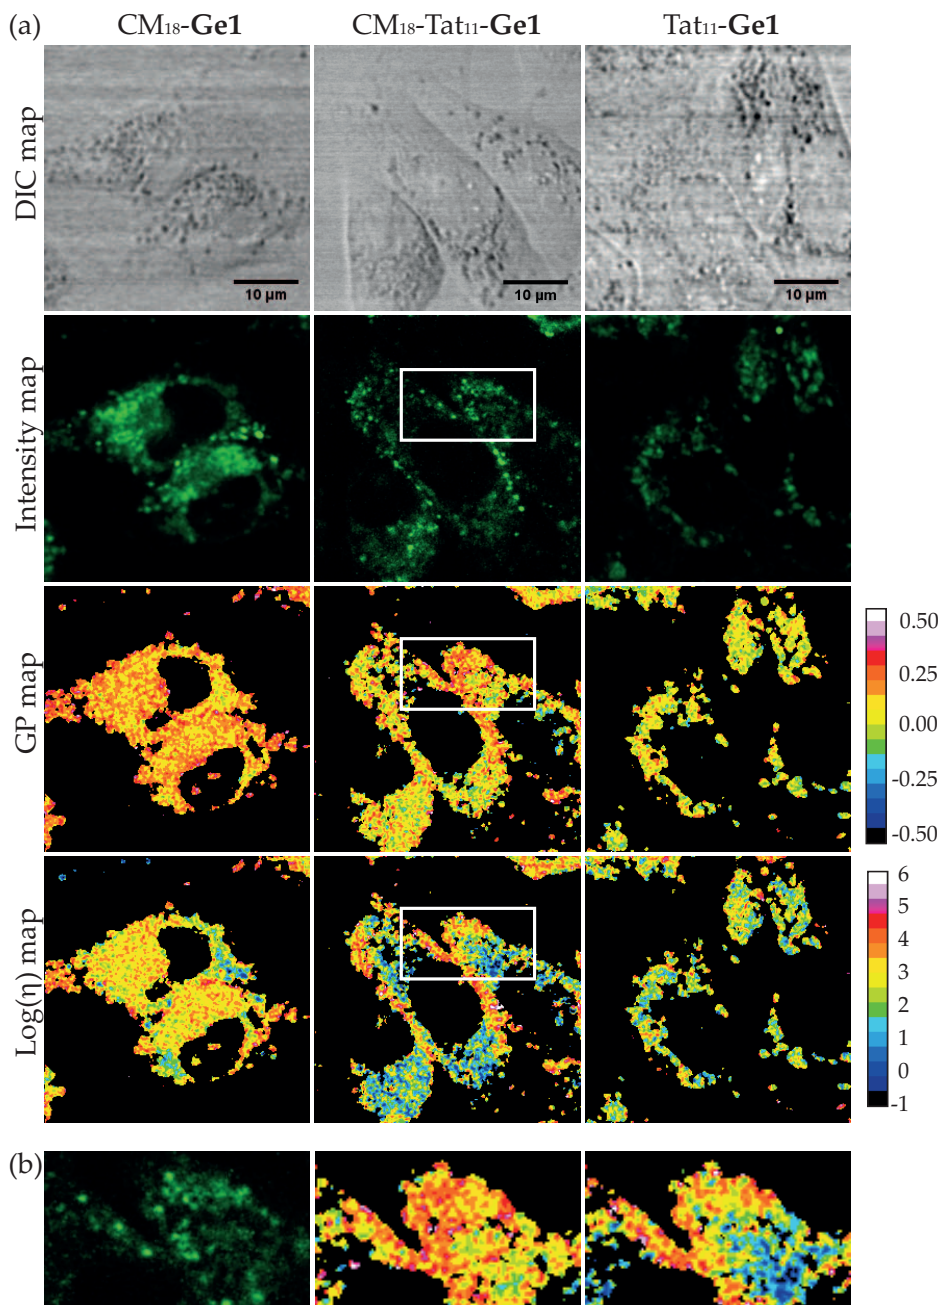 (a)
CM₁₈-Ge1
CM₁₈-Tat₁₁-Ge1
Tat₁₁-Ge1
DIC map
10 µm
10 µm
10 µm
Intensity map
GP map
0.50
0.25
0.00
-0.25
-0.50
Log(η) map
6
5
4
3
2
1
0
-1
(b)